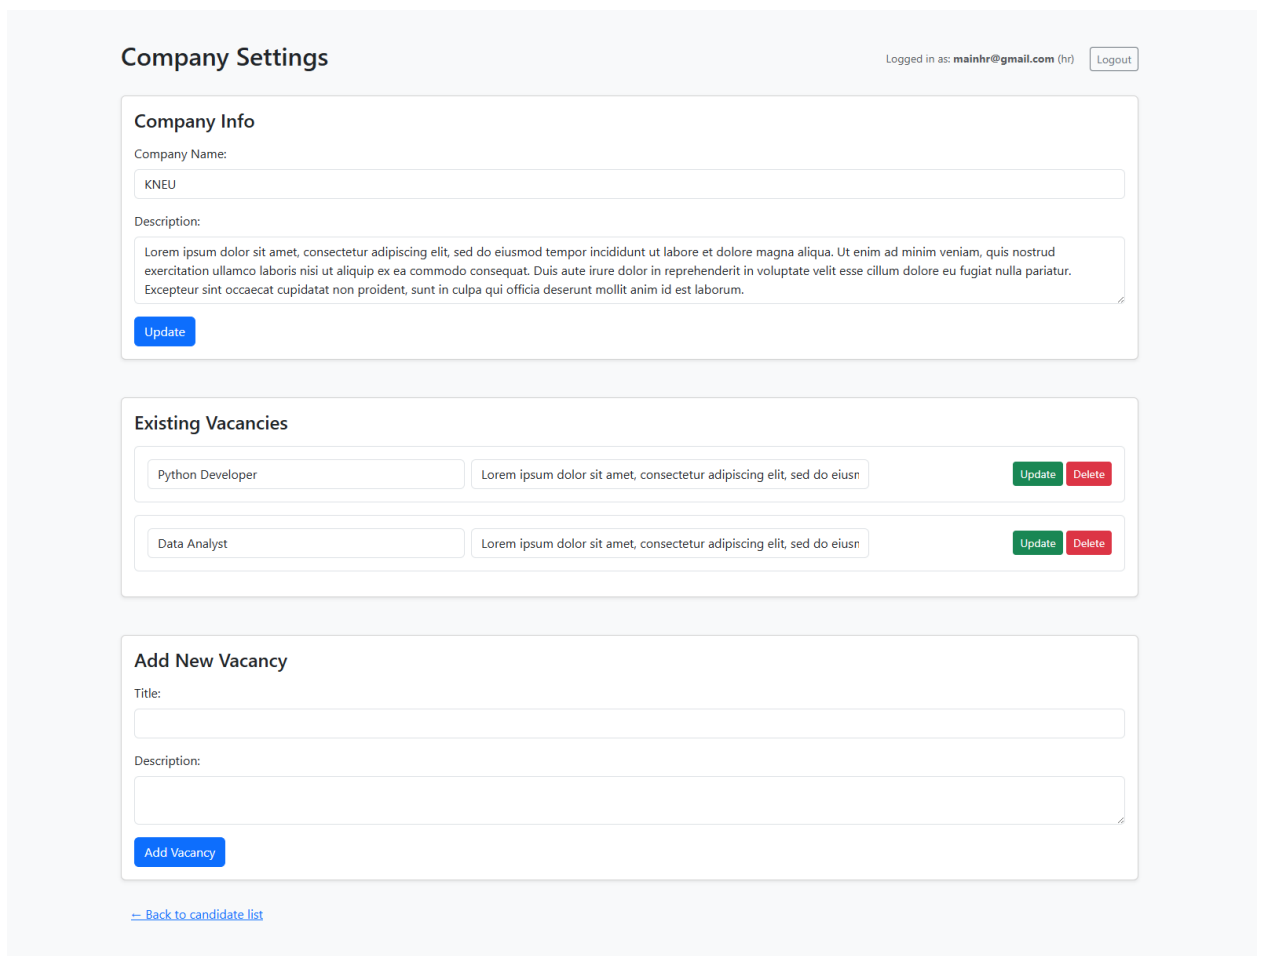 Company Settings
Logged in as: mainhr@gmail.com (hr)
Logout
Company Info
Company Name:
KNEU
Description:
Lorem ipsum dolor sit amet, consectetur adipiscing elit, sed do eiusmod tempor incididunt ut labore et dolore magna aliqua. Ut enim ad minim veniam, quis nostrud
exercitation ullamco laboris nisi ut aliquip ex ea commodo consequat. Duis aute irure dolor in reprehenderit in voluptate velit esse cillum dolore eu fugiat nulla pariatur.
Excepteur sint occaecat cupidatat non proident, sunt in culpa qui officia deserunt mollit anim id est laborum.
Update
Existing Vacancies
Python Developer
Lorem ipsum dolor sit amet, consectetur adipiscing elit, sed do
Update
Delete
Data Analyst
Lorem ipsum dolor sit amet, consectetur adipiscing elit, sed do
Update
Delete
Add New Vacancy
Title:
Description:
Add Vacancy
← Back to candidate list